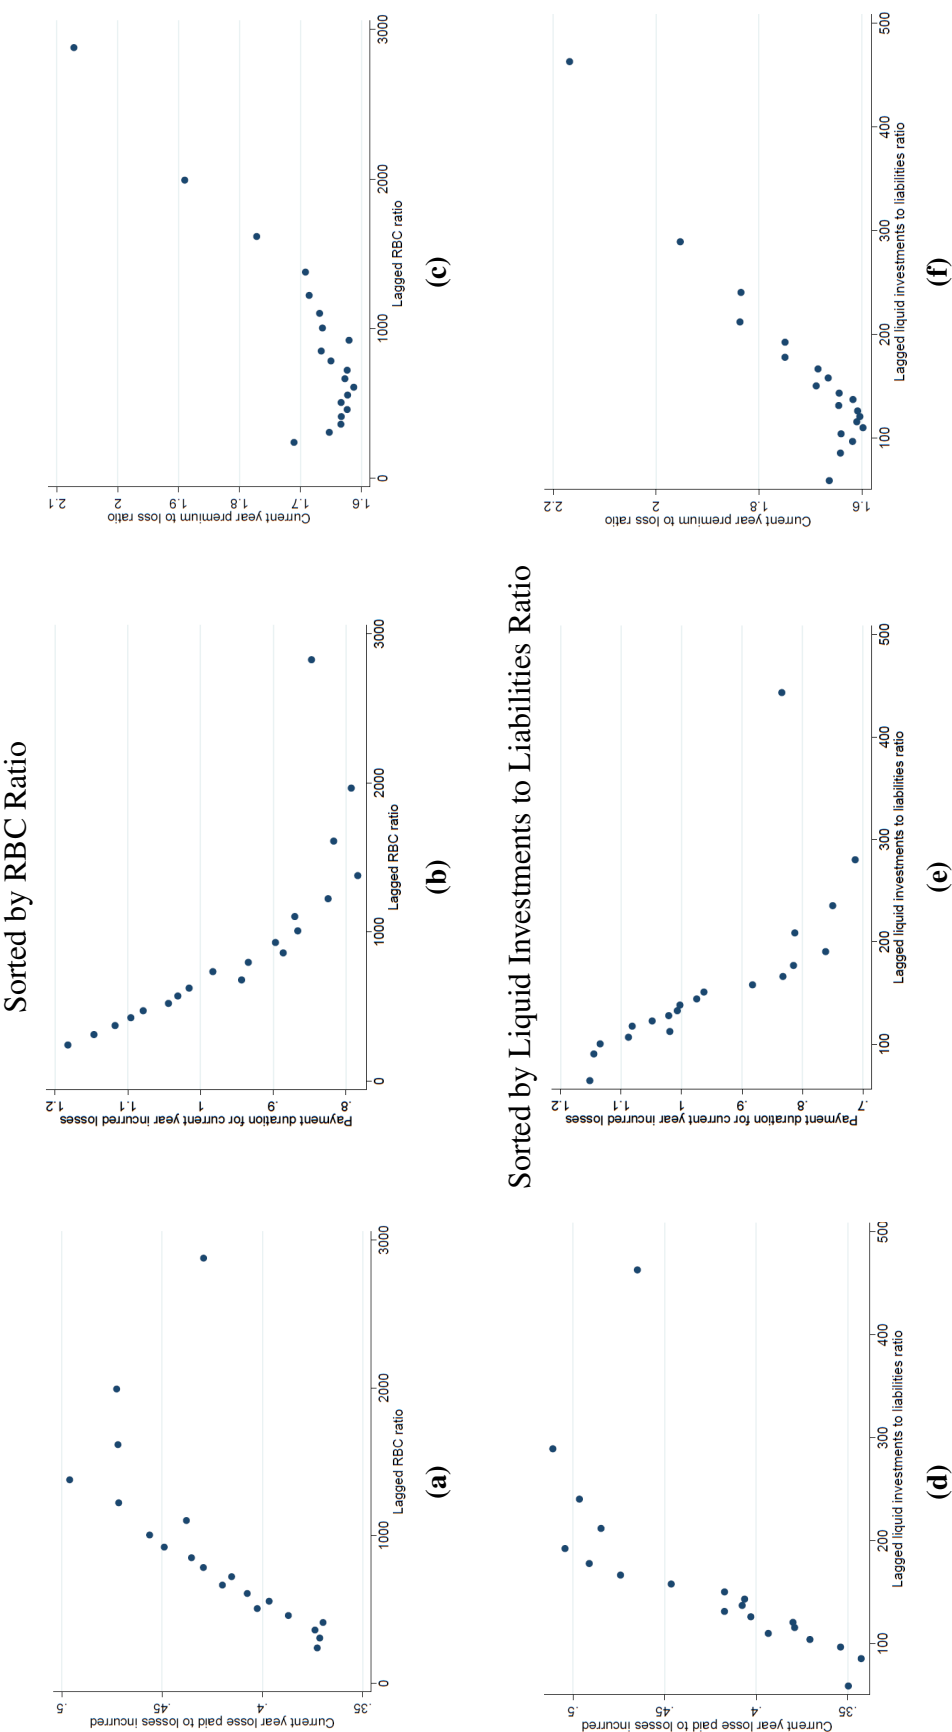 Sorted by RBC Ratio
Current year losse paid to losses incurred
.5
.45
.4
.35
0
1000
2000
3000
Lagged RBC ratio
(a)
Payment duration for current year incurred losses
1.2
1.1
1
.9
.8
0
1000
2000
3000
Lagged RBC ratio
(b)
Current year premium to loss ratio
2.1
2
1.9
1.8
1.7
1.6
0
1000
2000
3000
Lagged RBC ratio
(c)
Sorted by Liquid Investments to Liabilities Ratio
Current year losse paid to losses incurred
.5
.45
.4
.35
100
200
300
400
500
Lagged liquid investments to liabilities ratio
(d)
Payment duration for current year incurred losses
1.2
1.1
1
.9
.8
.7
100
200
300
400
500
Lagged liquid investments to liabilities ratio
(e)
Current year premium to loss ratio
2.2
2
1.8
1.6
100
200
300
400
500
Lagged liquid investments to liabilities ratio
(f)